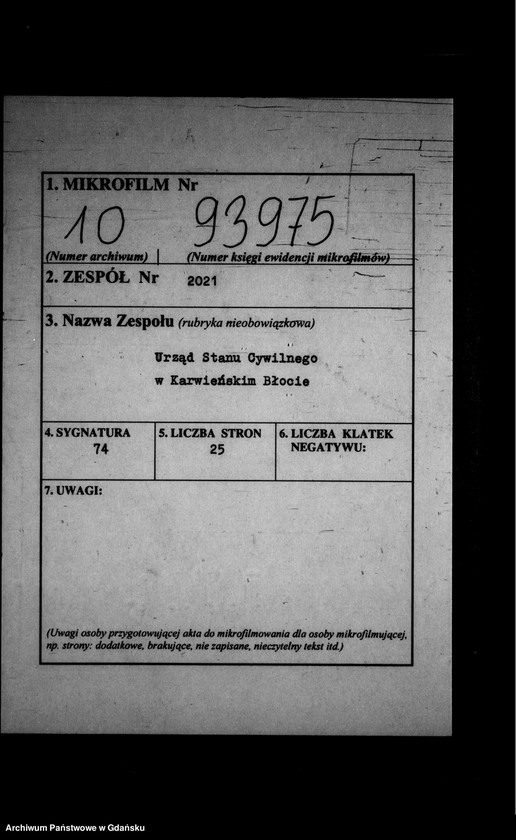 1. MIKROFILM Nr
10 93975
(Numer archiwum) (Numer księgi ewidencji mikrofilmów)
2. ZESPÓŁ Nr 2021
3. Nazwa Zespołu (rubryka nieobowiązkowa)
Urząd Stanu Cywilnego
w Karwieńskim Błocie
4. SYGNATURA 5. LICZBA STRON 6. LICZBA KLATEK
74 25 NEGATYWU:
7. UWAGI:
(Uwagi osoby przygotowującej akta do mikrofilmowania dla osoby mikrofilmującej,
np. strony: dodatkowe, brakujące, nie zapisane, nieczytelny tekst itd.)
Archiwum Państwowe w Gdańsku